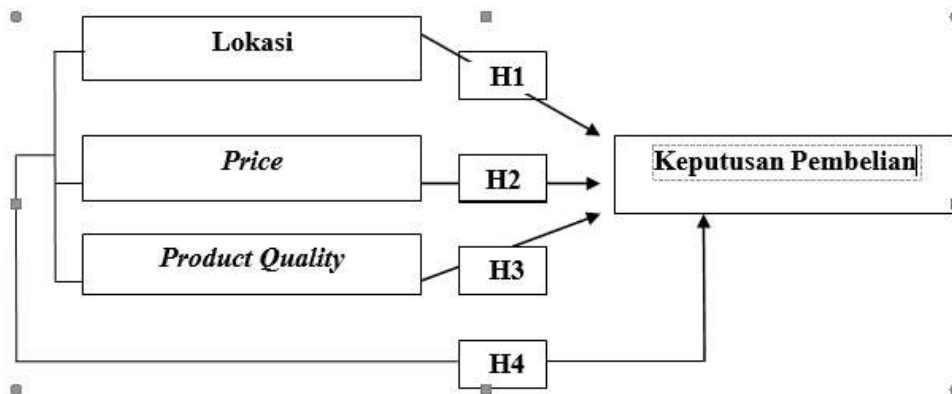 Lokasi
H1
Price
H2
Keputusan Pembelian
Product Quality
H3
H4